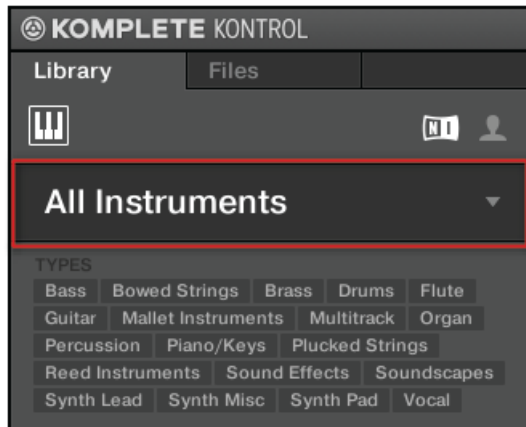 KOMPLETE KONTROL
Library Files
NI
All Instruments
TYPES
Bass Bowed Strings Brass Drums Flute
Guitar Mallet Instruments Multitrack Organ
Percussion Piano/Keys Plucked Strings
Reed Instruments Sound Effects Soundscapes
Synth Lead Synth Misc Synth Pad Vocal